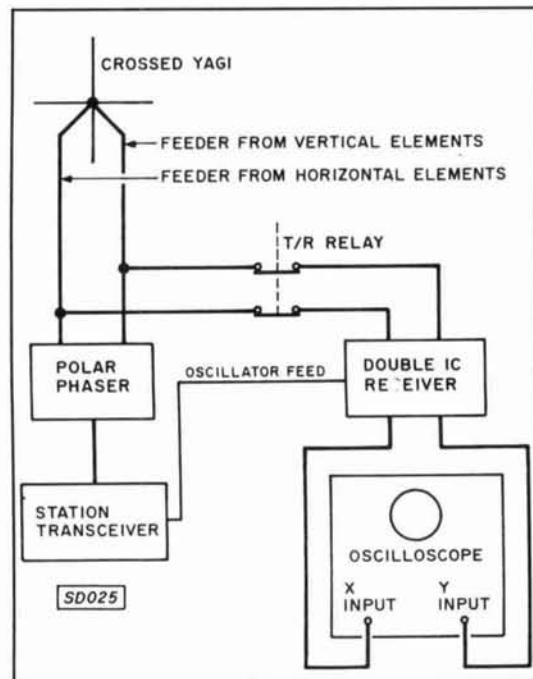 CROSSED YAGI
FEEDER FROM VERTICAL ELEMENTS
FEEDER FROM HORIZONTAL ELEMENTS
T/R RELAY
POLAR
PHASER
OSCILLATOR FEED
DOUBLE IC
RECEIVER
STATION
TRANSCEIVER
OSCILLOSCOPE
X
INPUT
Y
INPUT
SD025